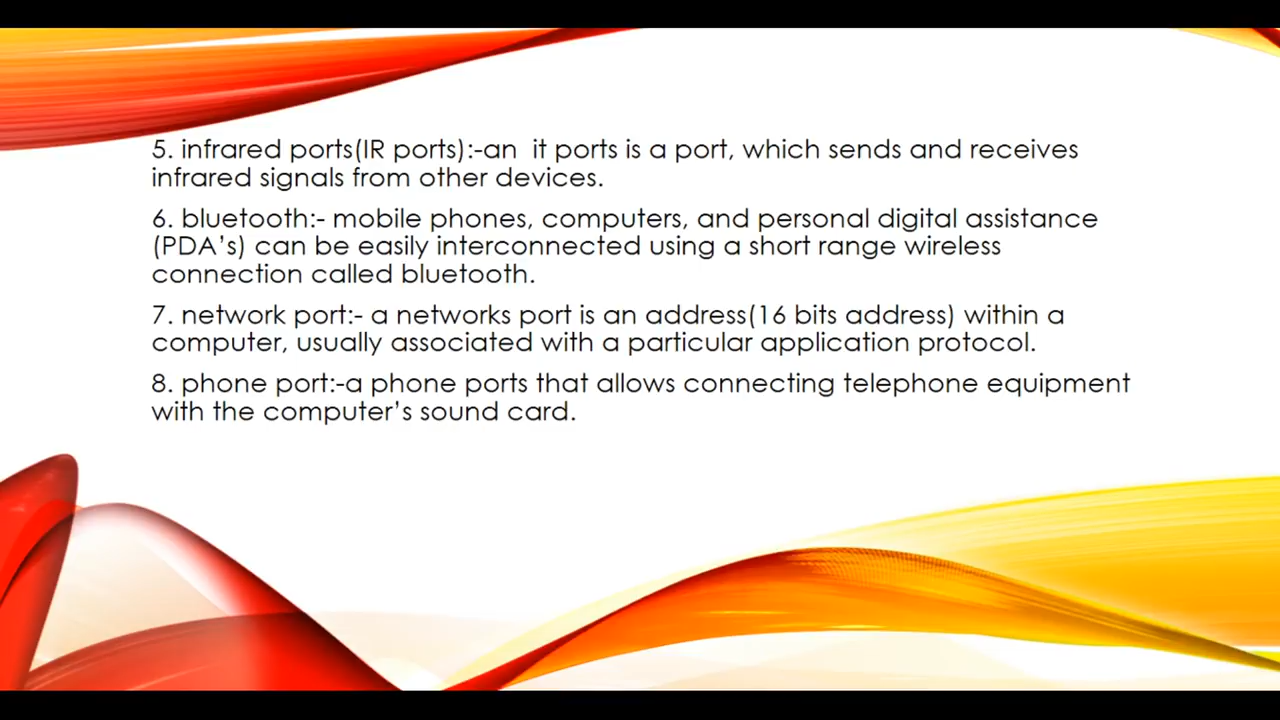 5. infrared ports(IR ports):-an it ports is a port, which sends and receives
infrared signals from other devices.
6. bluetooth:- mobile phones, computers, and personal digital assistance
(PDA’s) can be easily interconnected using a short range wireless
connection called bluetooth.
7. network port:- a networks port is an address(16 bits address) within a
computer, usually associated with a particular application protocol.
8. phone port:-a phone ports that allows connecting telephone equipment
with the computer’s sound card.